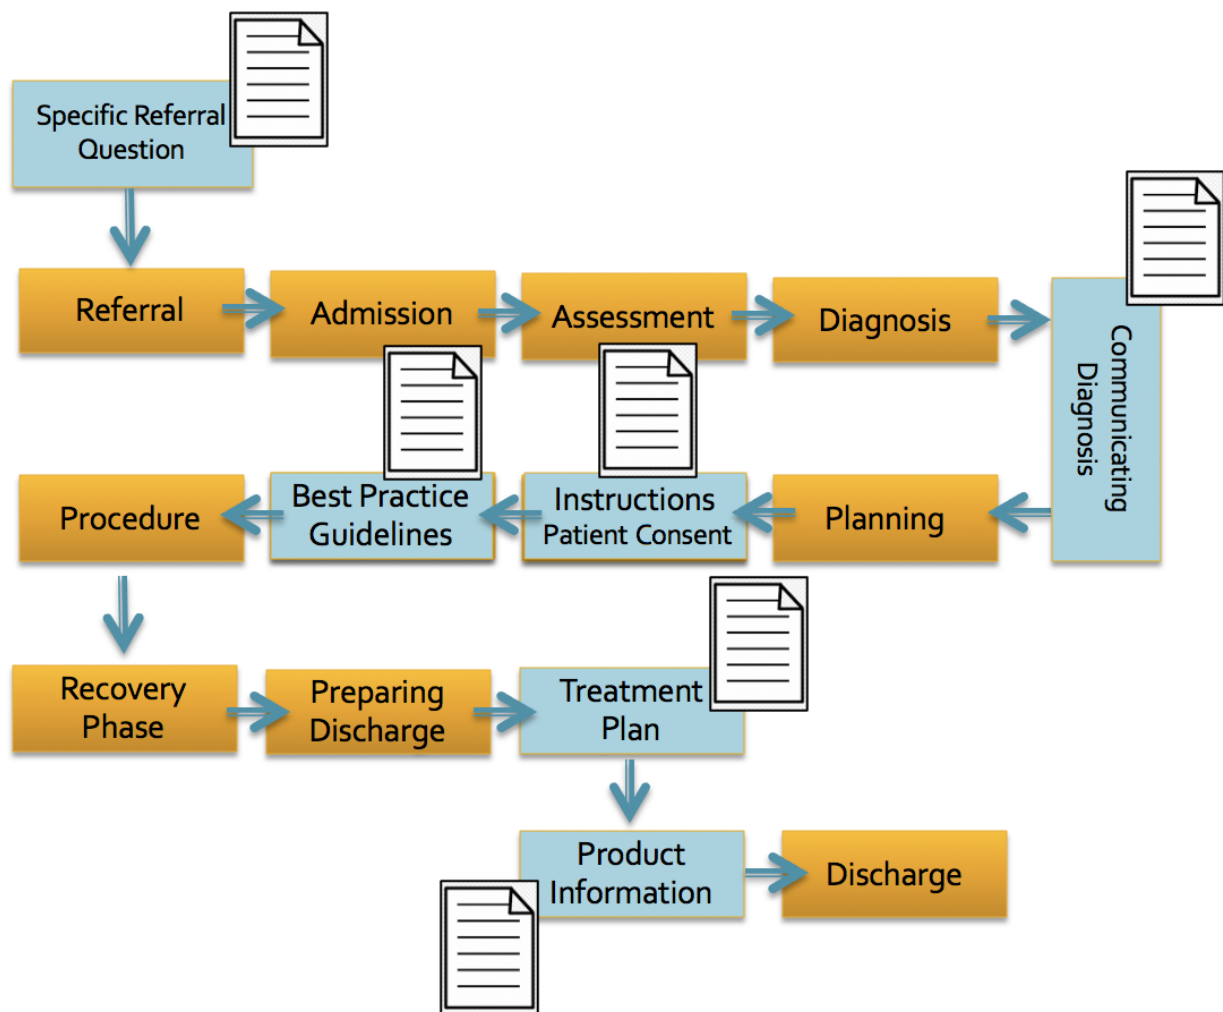 Specific Referral
Question
Referral
Admission
Assessment
Diagnosis
Communicating
Diagnosis
Planning
Instructions
Patient Consent
Best Practice
Guidelines
Procedure
Recovery
Phase
Preparing
Discharge
Treatment
Plan
Product
Information
Discharge